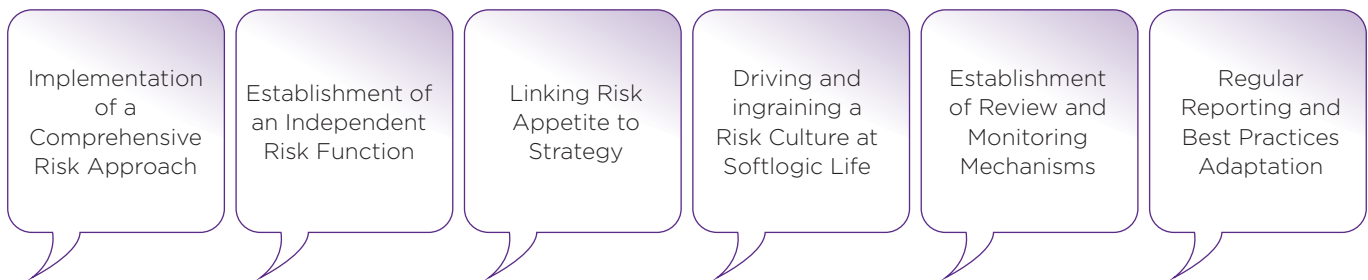 Implementation
of a
Comprehensive
Risk Approach
Establishment of
an Independent
Risk Function
Linking Risk
Appetite to
Strategy
Driving and
ingraining a
Risk Culture at
Softlogic Life
Establishment
of Review and
Monitoring
Mechanisms
Regular
Reporting and
Best Practices
Adaptation